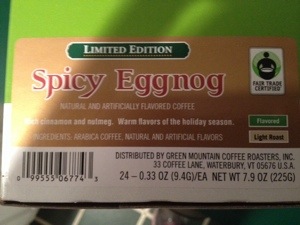 LIMITED EDITION
Spicy Eggnog
FAIR TRADE
CERTIFIED
NATURAL AND ARTIFICIALLY FLAVORED COFFEE
cinnamon and nutmeg. Warm flavors of the holiday season.
Flavored
INGREDIENTS: ARABICA COFFEE, NATURAL AND ARTIFICIAL FLAVORS
Light Roast
DISTRIBUTED BY GREEN MOUNTAIN COFFEE ROASTERS, INC.
33 COFFEE LANE, WATERBURY, VT 05676 U.S.A.
24 – 0.33 OZ (9.4G)/EA NET WT 7.9 OZ (225G)
0 99555 06774 3